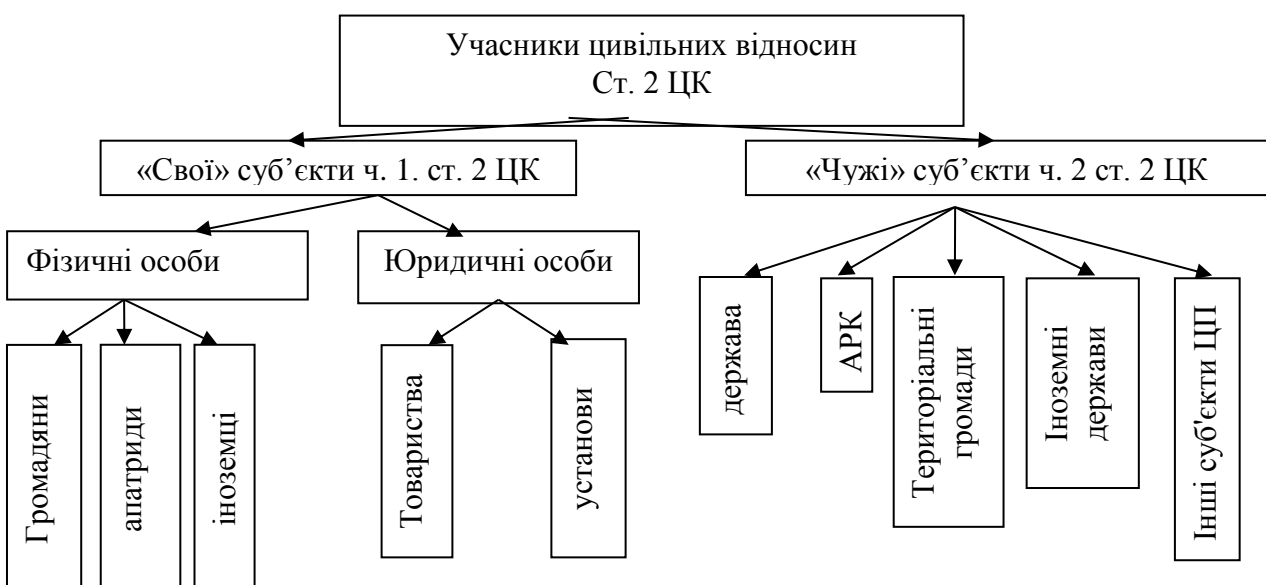 Учасники цивільних відносин
Ст. 2 ЦК
«Свої» суб’єкти ч. 1. ст. 2 ЦК
«Чужі» суб’єкти ч. 2 ст. 2 ЦК
Фізичні особи
Юридичні особи
Громадяни
апатриди
іноземці
Товариства
установи
держава
АРК
Територіальні
громади
Іноземні
держави
Інші суб'єкти ЦП